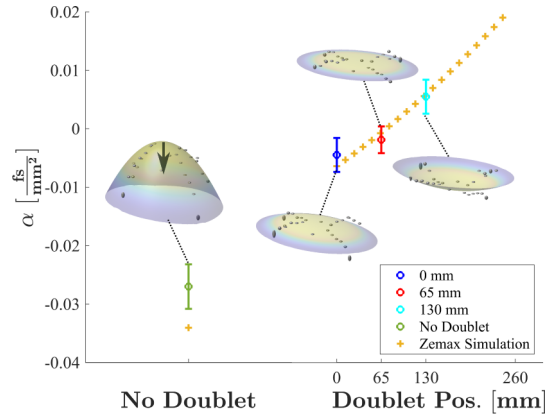 0.02
0.01
0
-0.01
-0.02
-0.03
-0.04
α [fs/mm²]
0 mm
65 mm
130 mm
No Doublet
Zemax Simulation
0 65 130 260
No Doublet Doublet Pos. [mm]